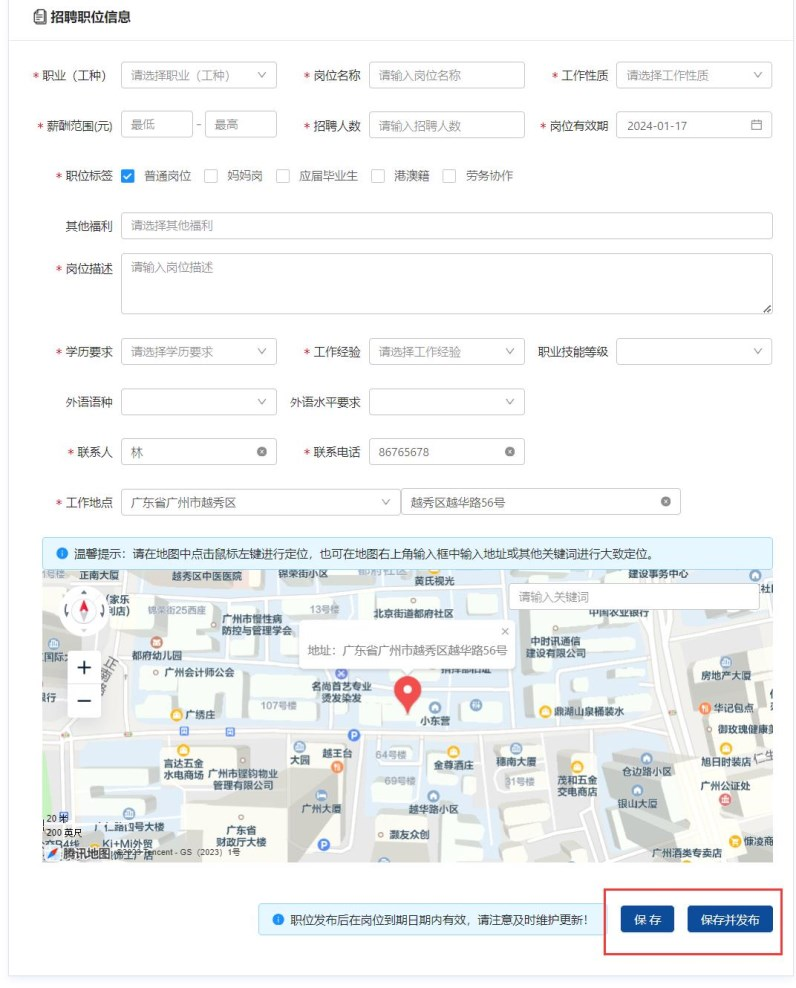 招聘职位信息
* 职业（工种） 请选择职业（工种） * 岗位名称 请输入岗位名称 * 工作性质 请选择工作性质
* 薪酬范围(元) 最低 - 最高 * 招聘人数 请输入招聘人数 * 岗位有效期 2024-01-17
* 职位标签 普通岗位 妈妈岗 应届毕业生 港澳籍 劳务协作
其他福利 请选择其他福利
* 岗位描述 请输入岗位描述
* 学历要求 请选择学历要求 * 工作经验 请选择工作经验 职业技能等级
外语语种 外语水平要求
* 联系人 林 * 联系电话 86765678
* 工作地点 广东省广州市越秀区 越秀区越华路56号
温馨提示：请在地图中点击鼠标左键进行定位，也可在地图右上角输入框中输入地址或其他关键词进行大致定位。
正南大厦 越秀区中医医院 锦荣街小区 黄氏视光 建设事务中心
请输入关键词
锦荣街25西座 广州市慢性病 13号楼 北京街道都府社区 中国农业银行
防控与管理学会
都府幼儿园 地址：广东省广州市越秀区越华路56号 中时讯通信
建设有限公司
广州会计师公会 房地产大厦
名尚首艺专业
烫发染发
107号楼 广绣庄 小东营 鼎湖山泉桶装水 华记包点
御玫瑰健康美
富达五金 大园 越王台 64号楼 金尊酒庄 穗南大厦 旭日时装店
水电商场 广州市铿钧物业 69号楼 31号楼 茂和五金 仓边路小区
管理有限公司 交电商店 广州公证处
广州大厦 越华路小区 银山大厦
20 米
200 英尺 号大楼 广东省 灏友众创
财政厅大楼
Ki+Mi外贸 广州酒类专卖店
腾讯地图 ©2023 Tencent - GS（2023）1号
职位发布后在岗位到期日期内有效，请注意及时维护更新！ 保 存 保存并发布